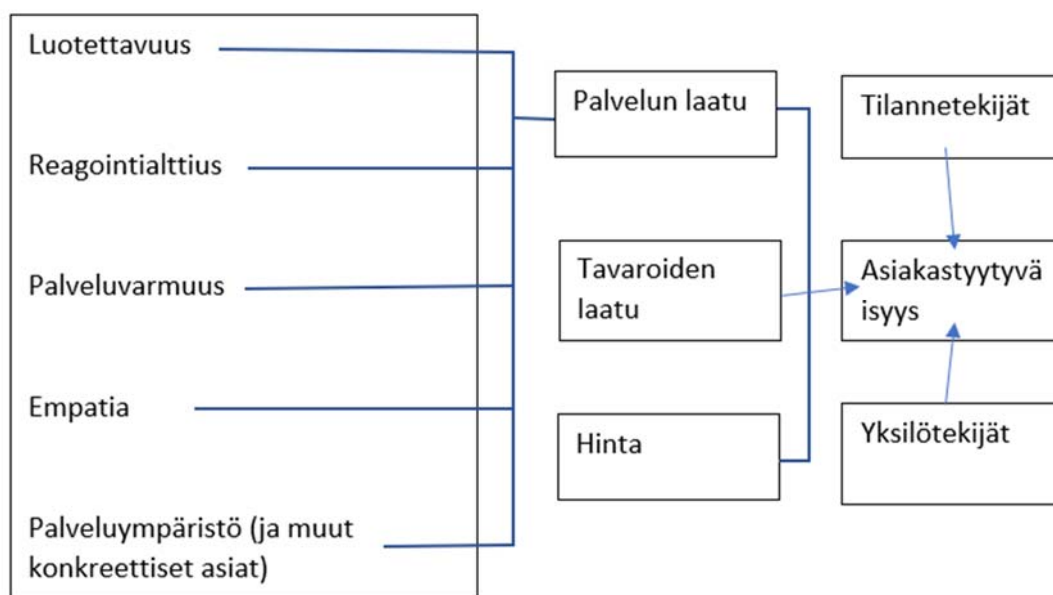 Luotettavuus
Reagointialttius
Palveluvarmuus
Empatia
Palveluympäristö (ja muut
konkreettiset asiat)
Palvelun laatu
Tavaroiden
laatu
Hinta
Tilannetekijät
Asiakastyytyvä
isyys
Yksilötekijät